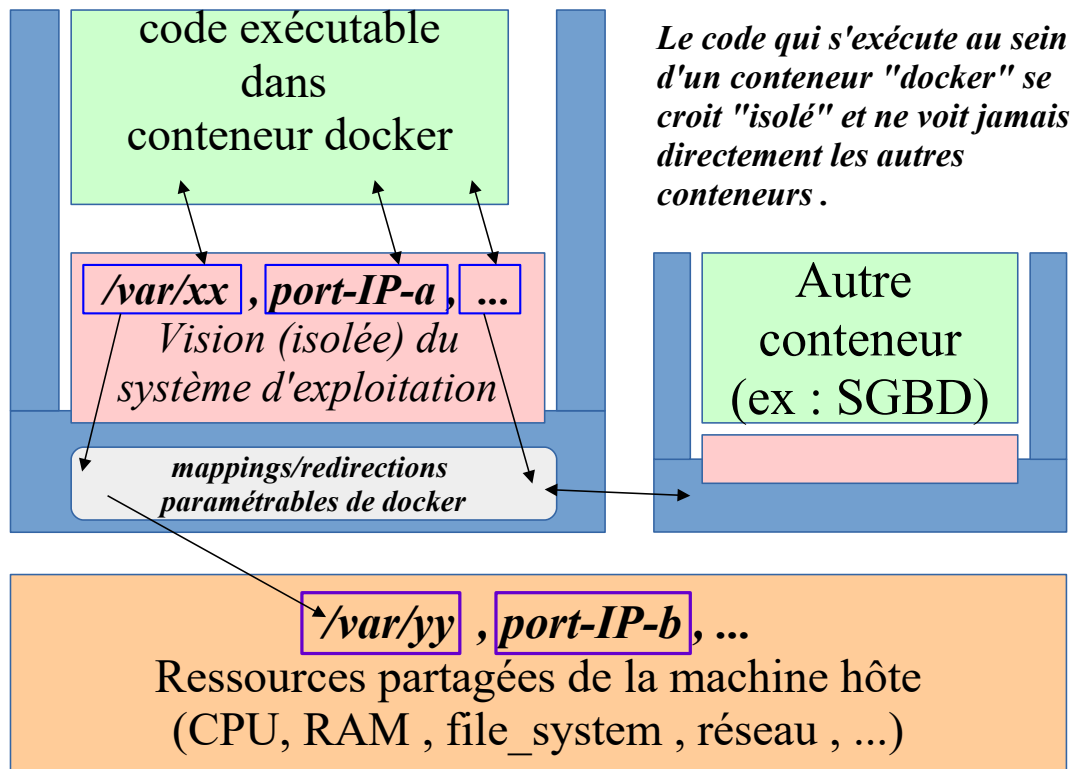 code exécutable
dans
conteneur docker
Le code qui s'exécute au sein
d'un conteneur "docker" se
croit "isolé" et ne voit jamais
directement les autres
conteneurs .
/var/xx , port-IP-a , ...
Vision (isolée) du
système d'exploitation
Autre
conteneur
(ex : SGBD)
mappings/redirections
paramétrables de docker
/var/yy , port-IP-b , ...
Ressources partagées de la machine hôte
(CPU, RAM , file_system , réseau , ...)